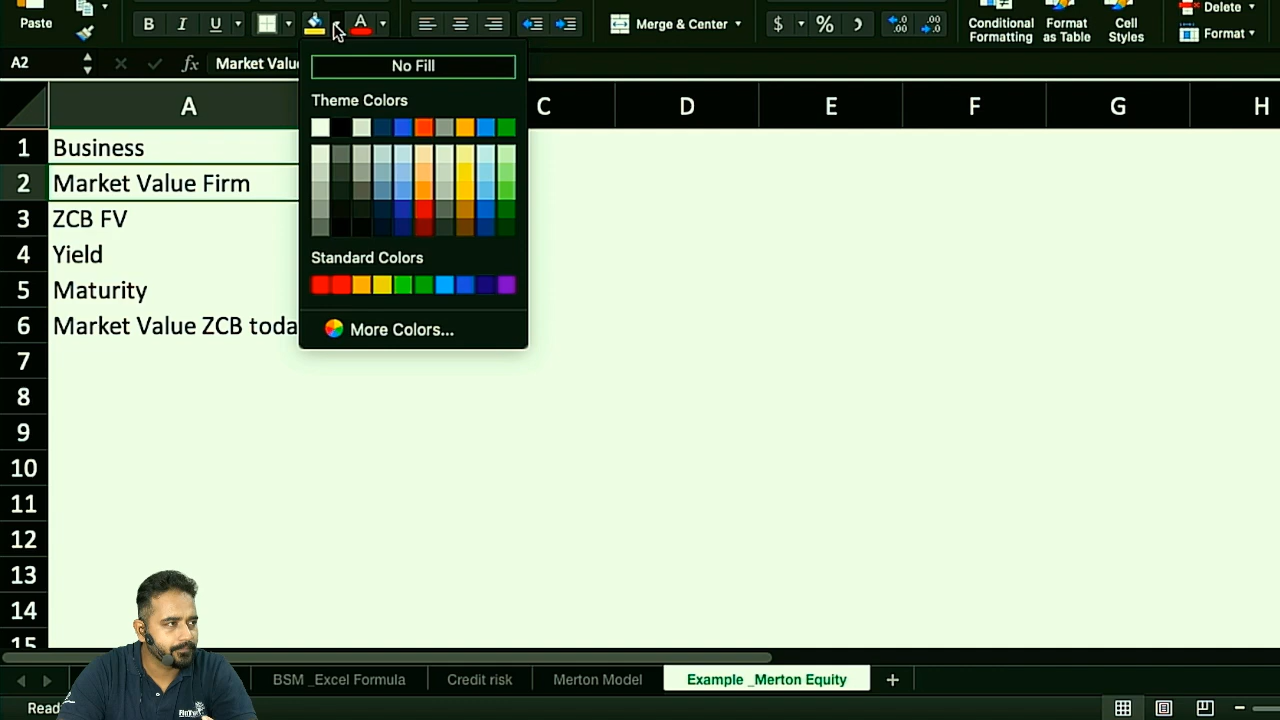 Paste
B I U
A
Merge & Center
$ % )
Conditional
Formatting
Format
as Table
Cell
Styles
Delete
Format
A2
fx
Market Value
No Fill
Theme Colors
Standard Colors
More Colors...
A C D E F G H
1 Business
2 Market Value Firm
3 ZCB FV
4 Yield
5 Maturity
6 Market Value ZCB toda
7
8
9
10
11
12
13
14
15
BSM _Excel Formula
Credit risk
Merton Model
Example _Merton Equity
+
Read